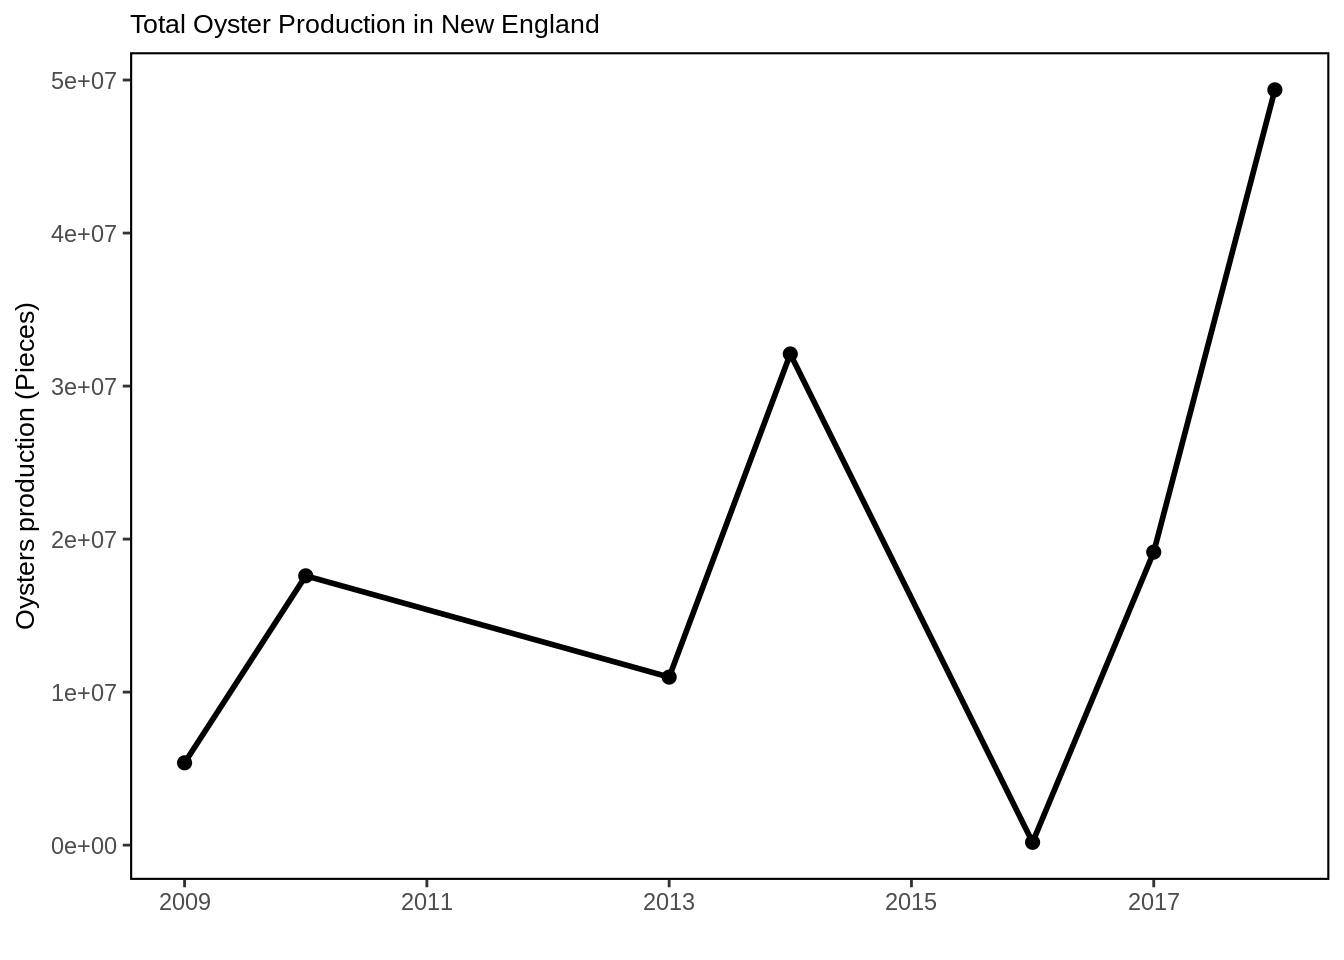 Total Oyster Production in New England
Oysters production (Pieces)
5e+07
4e+07
3e+07
2e+07
1e+07
0e+00
2009 2011 2013 2015 2017